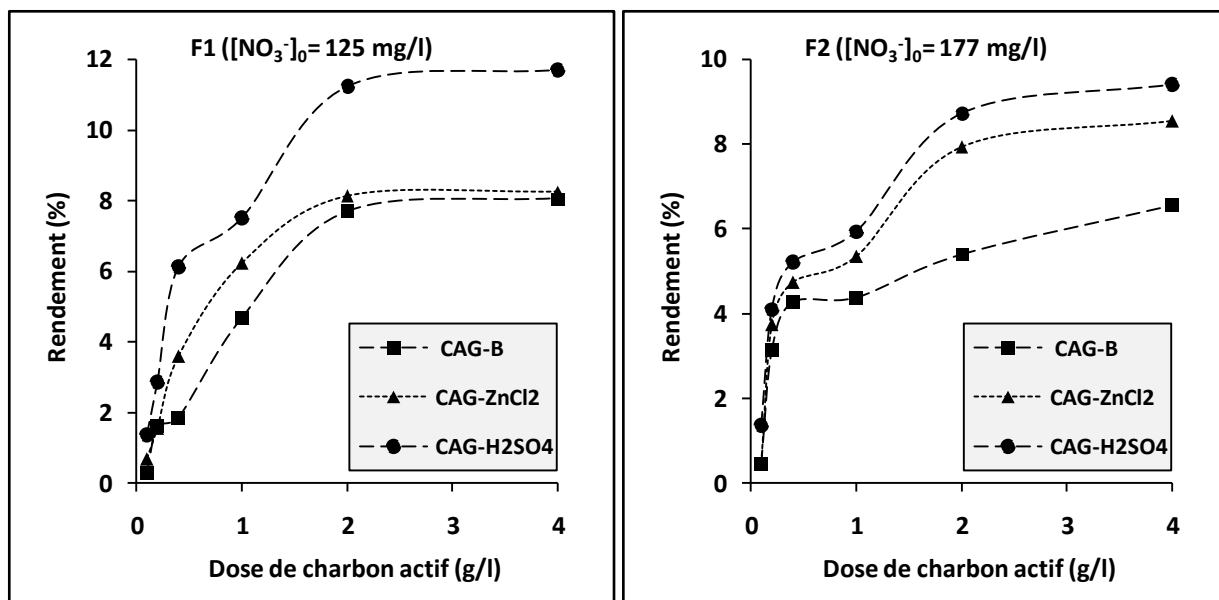 F1 ([NO₃⁻]₀= 125 mg/l)
12
10
8
6
4
2
0
Rendement (%)
CAG-B
CAG-ZnCl2
CAG-H2SO4
0 1 2 3 4
Dose de charbon actif (g/l)
F2 ([NO₃⁻]₀= 177 mg/l)
10
8
6
4
2
0
Rendement (%)
CAG-B
CAG-ZnCl2
CAG-H2SO4
0 1 2 3 4
Dose de charbon actif (g/l)